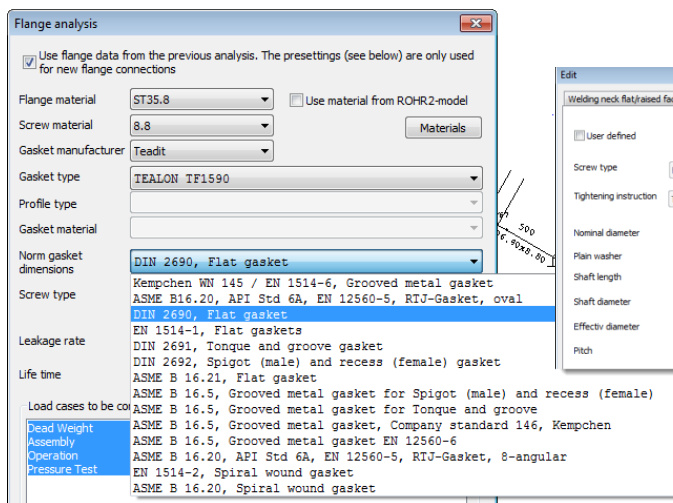 Flange analysis
Use flange data from the previous analysis. The presettings (see below) are only used
for new flange connections
Flange material
ST35.8
Use material from ROHR2-model
Screw material
8.8
Materials
Gasket manufacturer
Teadit
Gasket type
TEALON TF1590
Profile type
Gasket material
Norm gasket
dimensions
DIN 2690, Flat gasket
Kempchen WN 145 / EN 1514-6, Grooved metal gasket
ASME B16.20, API Std 6A, EN 12560-5, RTJ-Gasket, oval
DIN 2690, Flat gasket
EN 1514-1, Flat gaskets
DIN 2691, Tonque and groove gasket
DIN 2692, Spigot (male) and recess (female) gasket
ASME B 16.21, Flat gasket
ASME B 16.5, Grooved metal gasket for Spigot (male) and recess (female)
ASME B 16.5, Grooved metal gasket for Tonque and groove
ASME B 16.5, Grooved metal gasket, Company standard 146, Kempchen
ASME B 16.5, Grooved metal gasket EN 12560-6
ASME B 16.20, API Std 6A, EN 12560-5, RTJ-Gasket, 8-angular
EN 1514-2, Spiral wound gasket
ASME B 16.20, Spiral wound gasket
Screw type
Leakage rate
Life time
Load cases to be co
Dead Weight
Assembly
Operation
Pressure Test
500
6.90x8.80
Edit
Welding neck flat/raised fac
User defined
Screw type
Tightening instruction
Nominal diameter
Plain washer
Shaft length
Shaft diameter
Effectiv diameter
Pitch